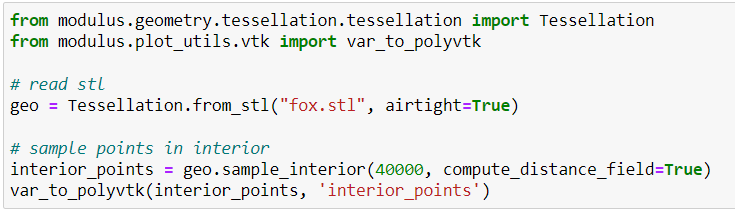 from modulus.geometry.tessellation.tessellation import Tessellation
from modulus.plot_utils.vtk import var_to_polyvtk
# read stl
geo = Tessellation.from_stl("fox.stl", airtight=True)
# sample points in interior
interior_points = geo.sample_interior(40000, compute_distance_field=True)
var_to_polyvtk(interior_points, 'interior_points')